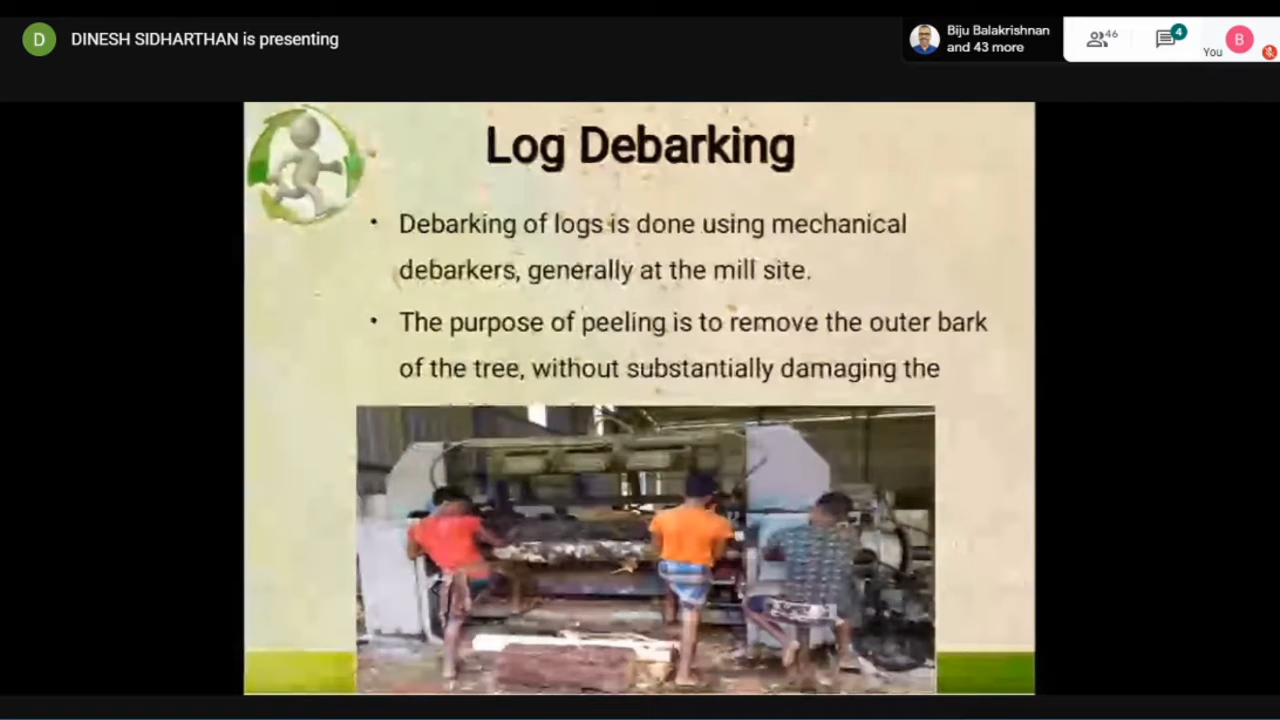 D
DINESH SIDHARTHAN is presenting
Biju Balakrishnan
and 43 more
46
4
You
B
Log Debarking
• Debarking of logs is done using mechanical
debarkers, generally at the mill site.
• The purpose of peeling is to remove the outer bark
of the tree, without substantially damaging the